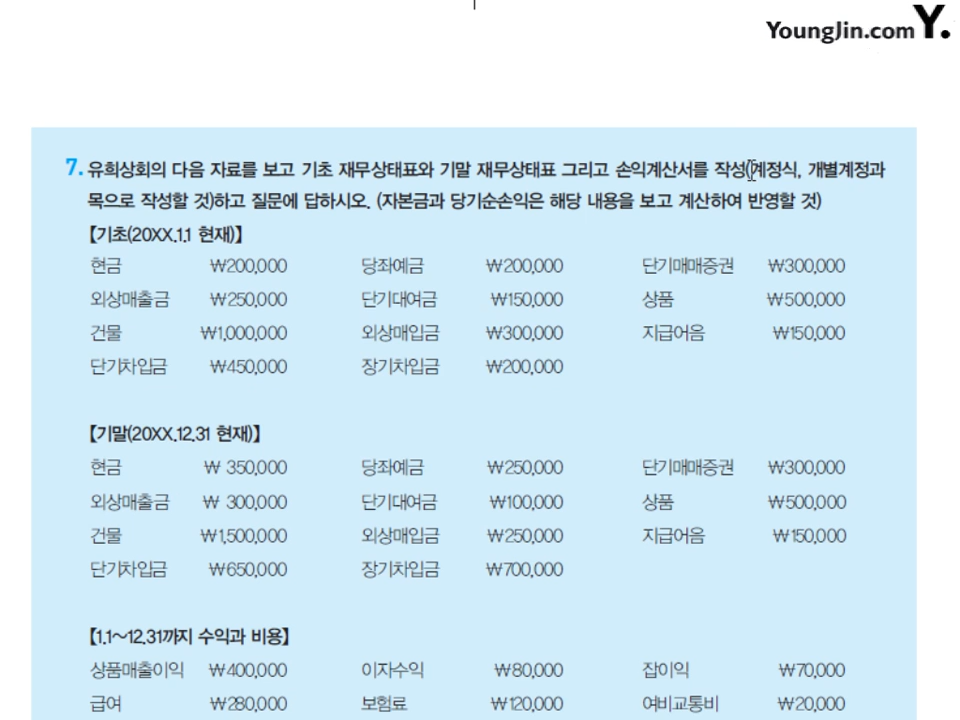 YoungJin.com Y.
7. 유희상회의 다음 자료를 보고 기초 재무상태표와 기말 재무상태표 그리고 손익계산서를 작성(계정식, 개별계정과
목으로 작성할 것)하고 질문에 답하시오. (자본금과 당기순손익은 해당 내용을 보고 계산하여 반영할 것)
【기초(20XX.1.1 현재)】
현금 ₩200,000 당좌예금 ₩200,000 단기매매증권 ₩300,000
외상매출금 ₩250,000 단기대여금 ₩150,000 상품 ₩500,000
건물 ₩1,000,000 외상매입금 ₩300,000 지급어음 ₩150,000
단기차입금 ₩450,000 장기차입금 ₩200,000
【기말(20XX.12.31 현재)】
현금 ₩ 350,000 당좌예금 ₩250,000 단기매매증권 ₩300,000
외상매출금 ₩ 300,000 단기대여금 ₩100,000 상품 ₩500,000
건물 ₩1,500,000 외상매입금 ₩250,000 지급어음 ₩150,000
단기차입금 ₩650,000 장기차입금 ₩700,000
【1.1~12.31까지 수익과 비용】
상품매출이익 ₩400,000 이자수익 ₩80,000 잡이익 ₩70,000
급여 ₩280,000 보험료 ₩120,000 여비교통비 ₩20,000